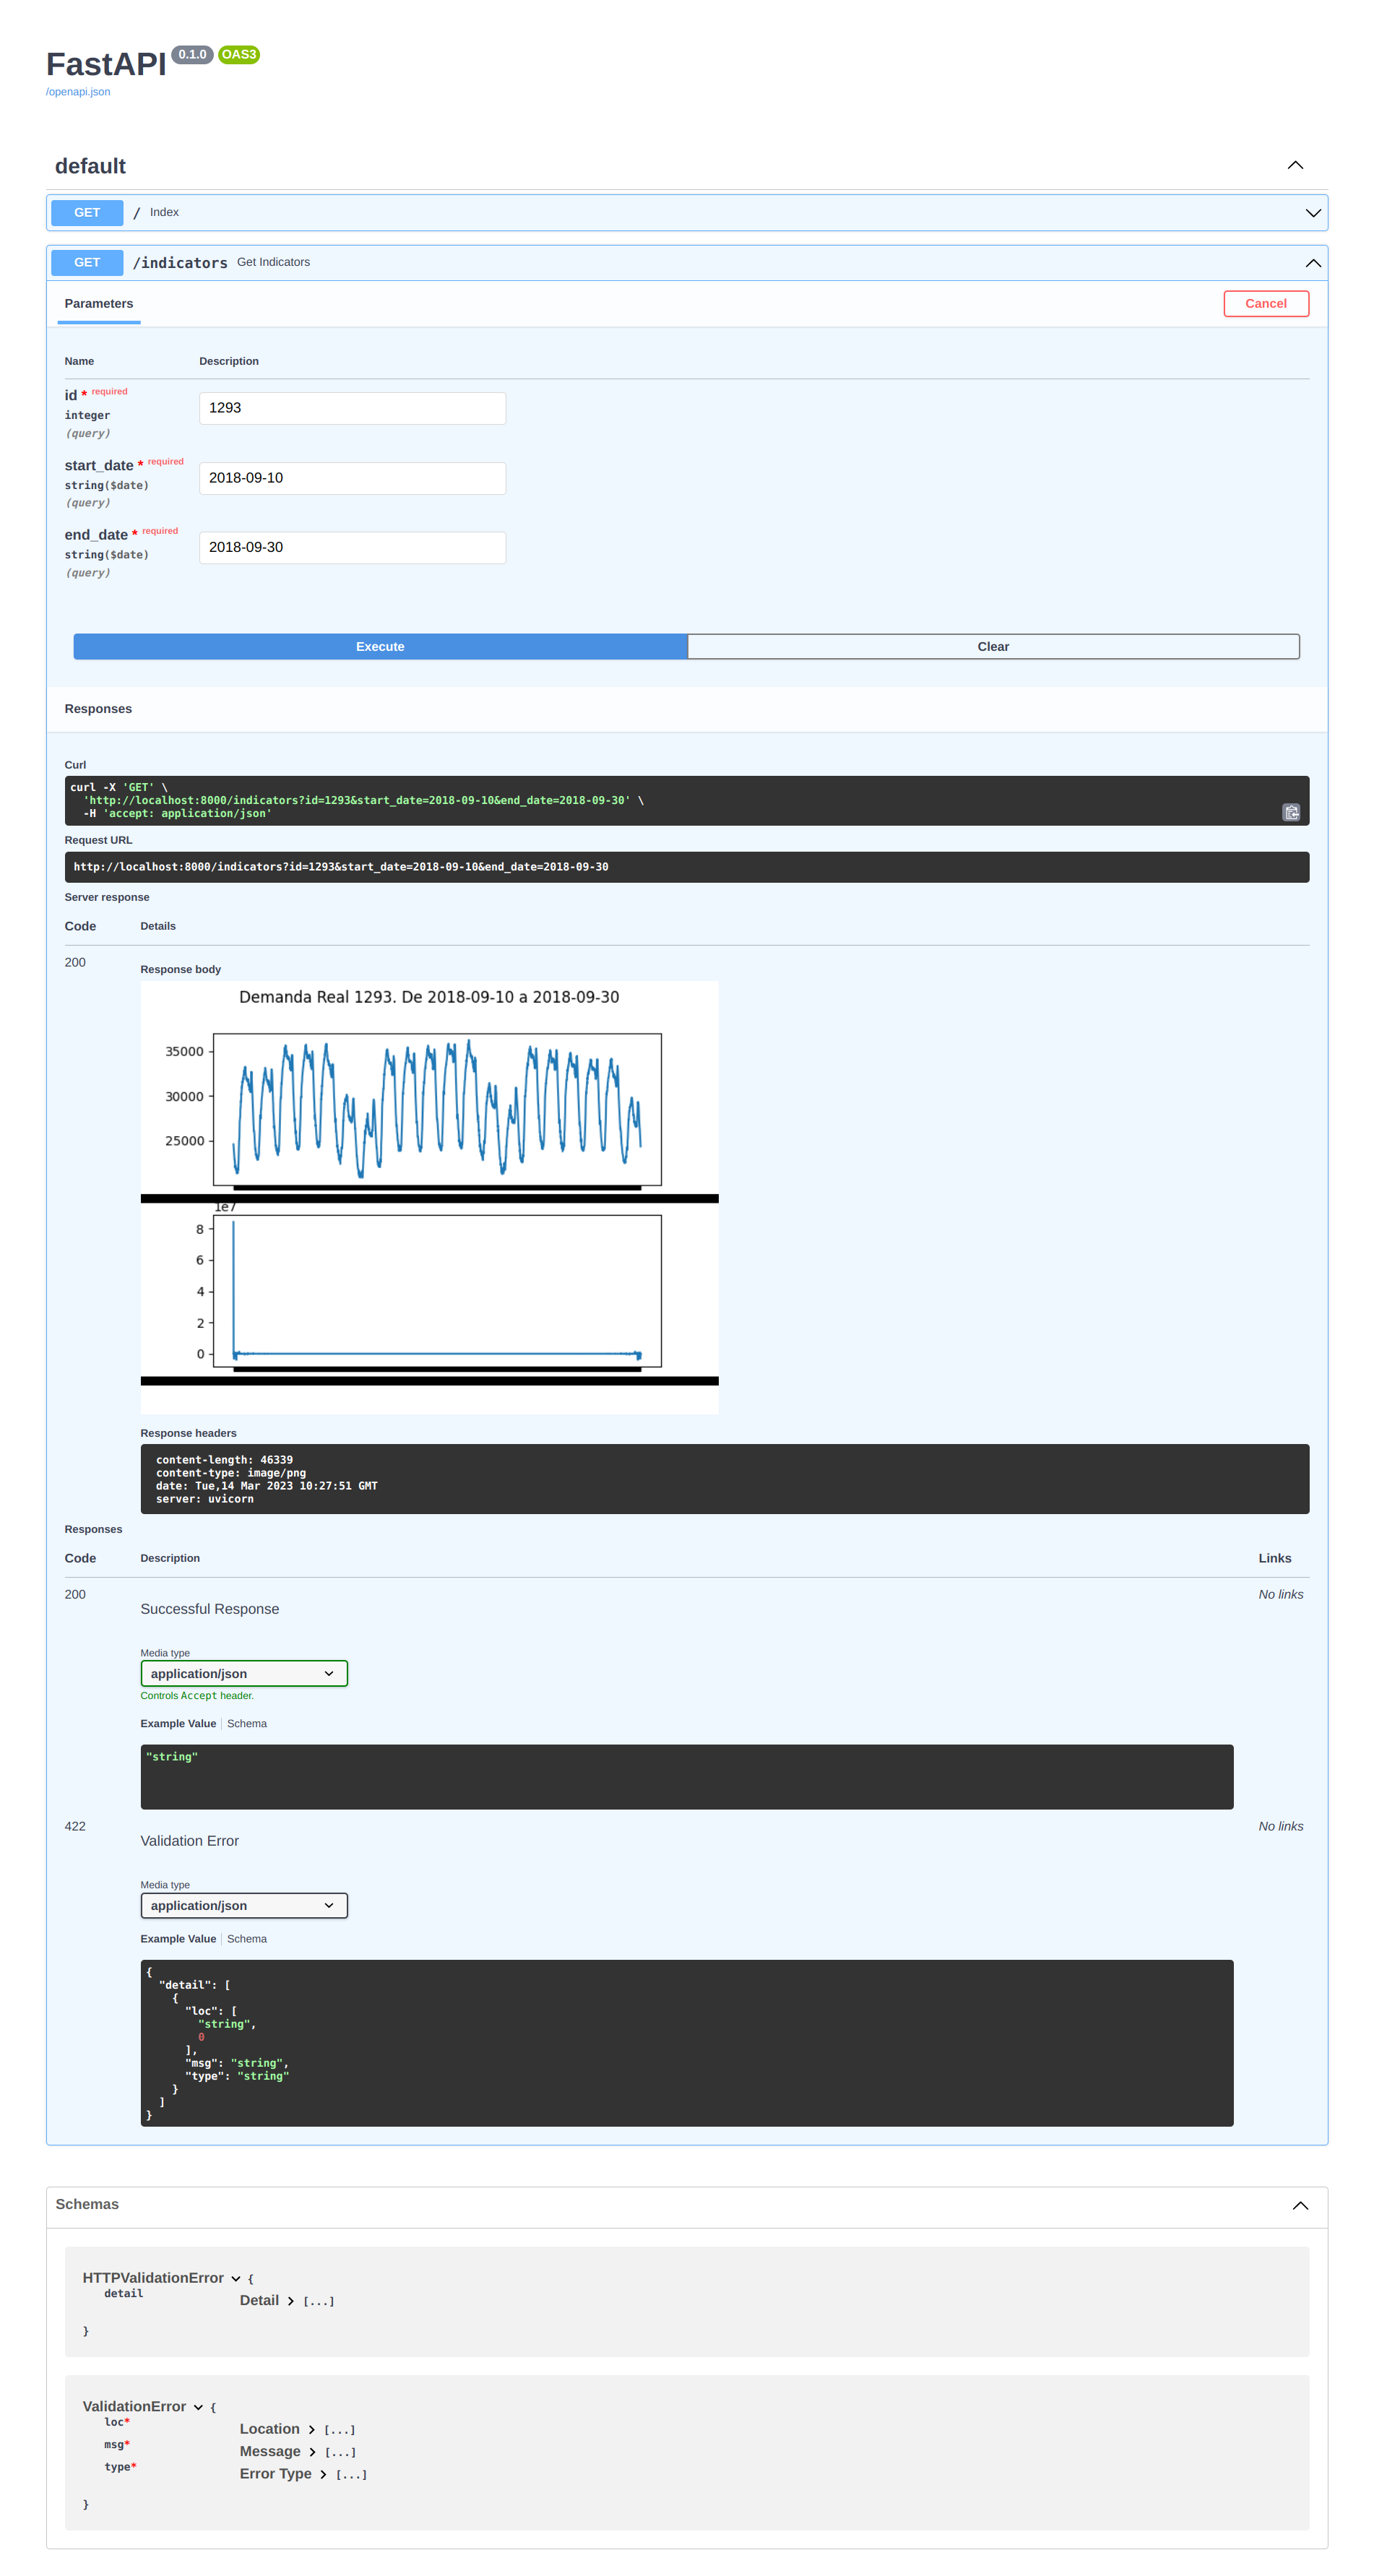 FastAPI 0.1.0 OAS3
/openapi.json
default
GET / Index
GET /indicators Get Indicators
Parameters
Cancel
Name Description
id * required
integer
(query)
1293
start_date * required
string($date)
(query)
2018-09-10
end_date * required
string($date)
(query)
2018-09-30
Execute Clear
Responses
Curl
curl -X 'GET' \
'http://localhost:8000/indicators?id=1293&start_date=2018-09-10&end_date=2018-09-30' \
-H 'accept: application/json'
Request URL
http://localhost:8000/indicators?id=1293&start_date=2018-09-10&end_date=2018-09-30
Server response
Code Details
200
Response body
Demanda Real 1293. De 2018-09-10 a 2018-09-30
35000
30000
25000
1e7
8
6
4
2
0
Response headers
content-length: 46339
content-type: image/png
date: Tue,14 Mar 2023 10:27:51 GMT
server: uvicorn
Responses
Code Description Links
200
Successful Response
No links
Media type
application/json
Controls Accept header.
Example Value Schema
"string"
422
Validation Error
No links
Media type
application/json
Example Value Schema
{
"detail": [
{
"loc": [
"string",
0
],
"msg": "string",
"type": "string"
}
]
}
Schemas
HTTPValidationError {
detail
Detail > [...]
}
ValidationError {
loc*
Location > [...]
msg*
Message > [...]
type*
Error Type > [...]
}